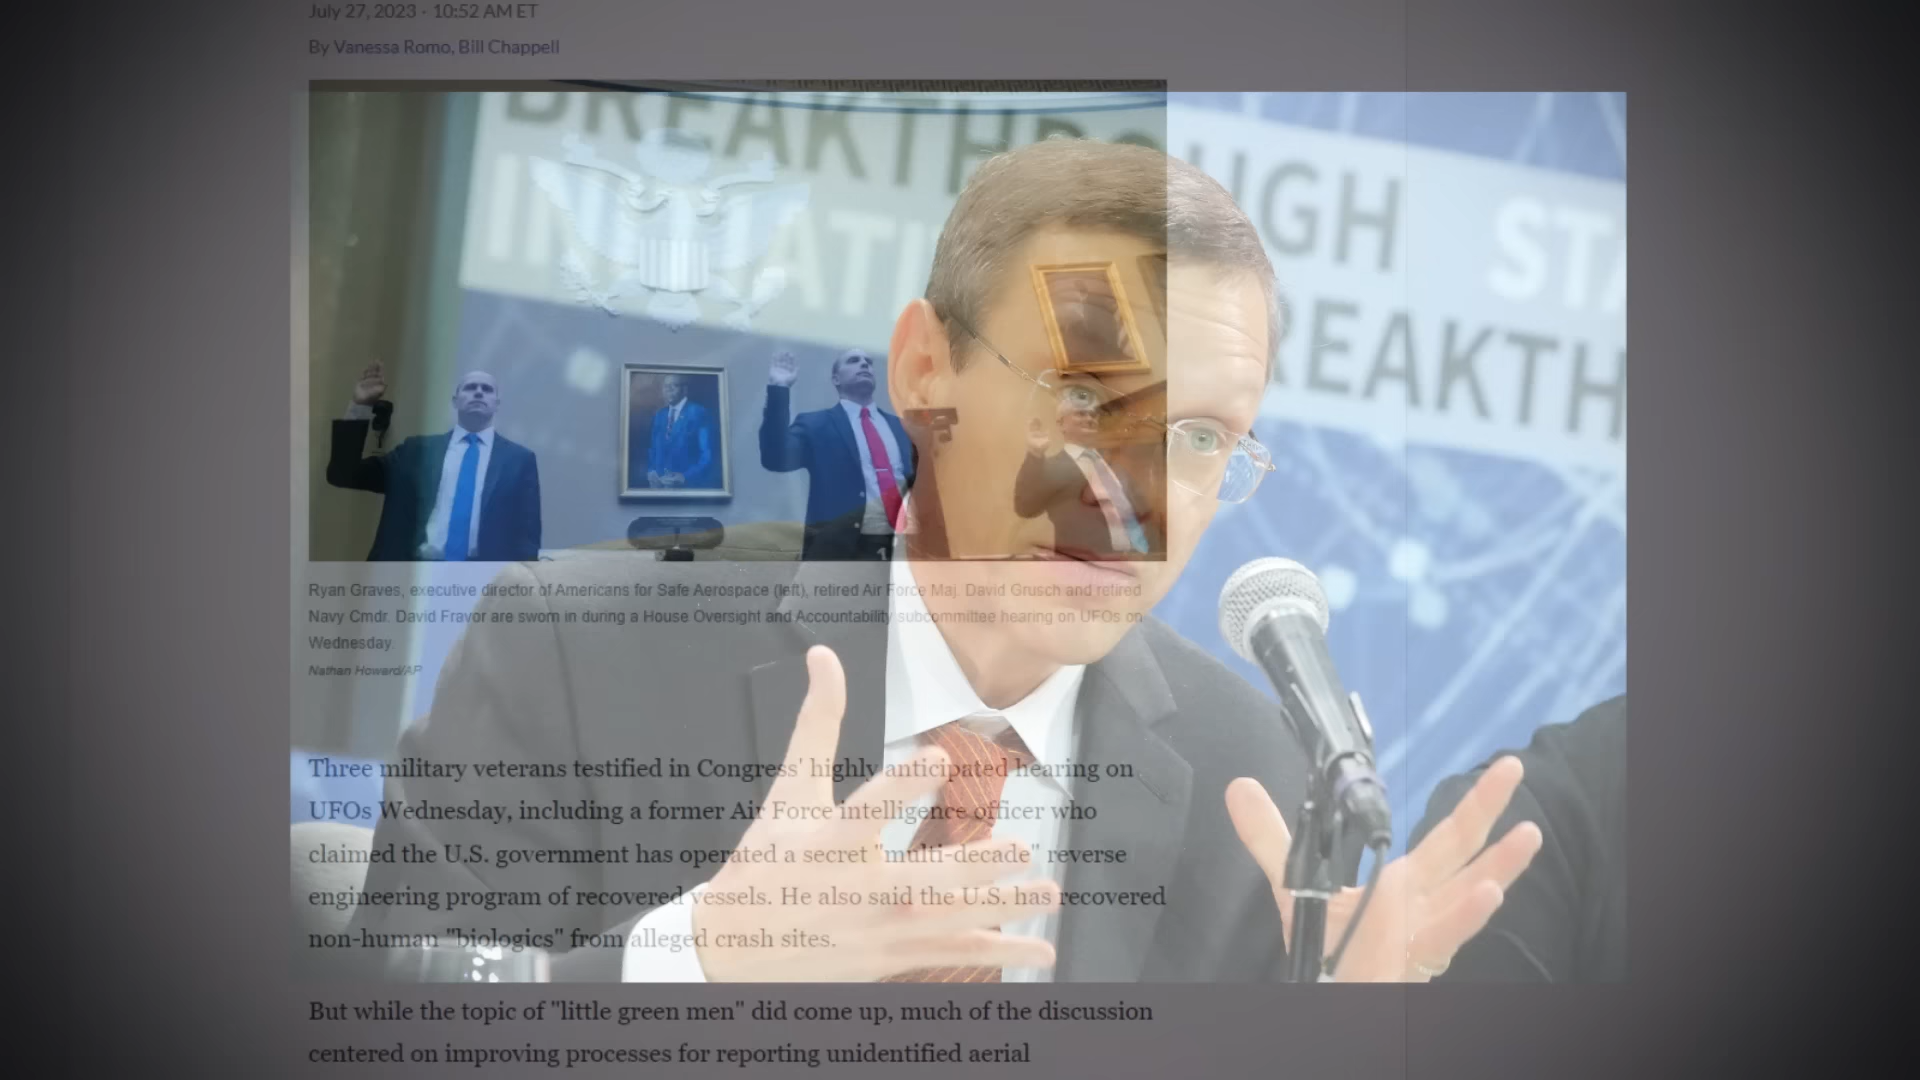 July 27, 2023 - 10:52 AM ET
By Vanessa Romo, Bill Chappell
BREAKTHROUGH STA
INITIATI
BREAKTH
Ryan Graves, executive director of Americans for Safe Aerospace (left), retired Air Force Maj. David Grusch and retired
Navy Cmdr. David Fravor are sworn in during a House Oversight and Accountability subcommittee hearing on UFOs on
Wednesday.
Nathan Howard/AP
Three military veterans testified in Congress' highly anticipated hearing on
UFOs Wednesday, including a former Air Force intelligence officer who
claimed the U.S. government has operated a secret "multi-decade" reverse
engineering program of recovered vessels. He also said the U.S. has recovered
non-human "biologics" from alleged crash sites.
But while the topic of "little green men" did come up, much of the discussion
centered on improving processes for reporting unidentified aerial